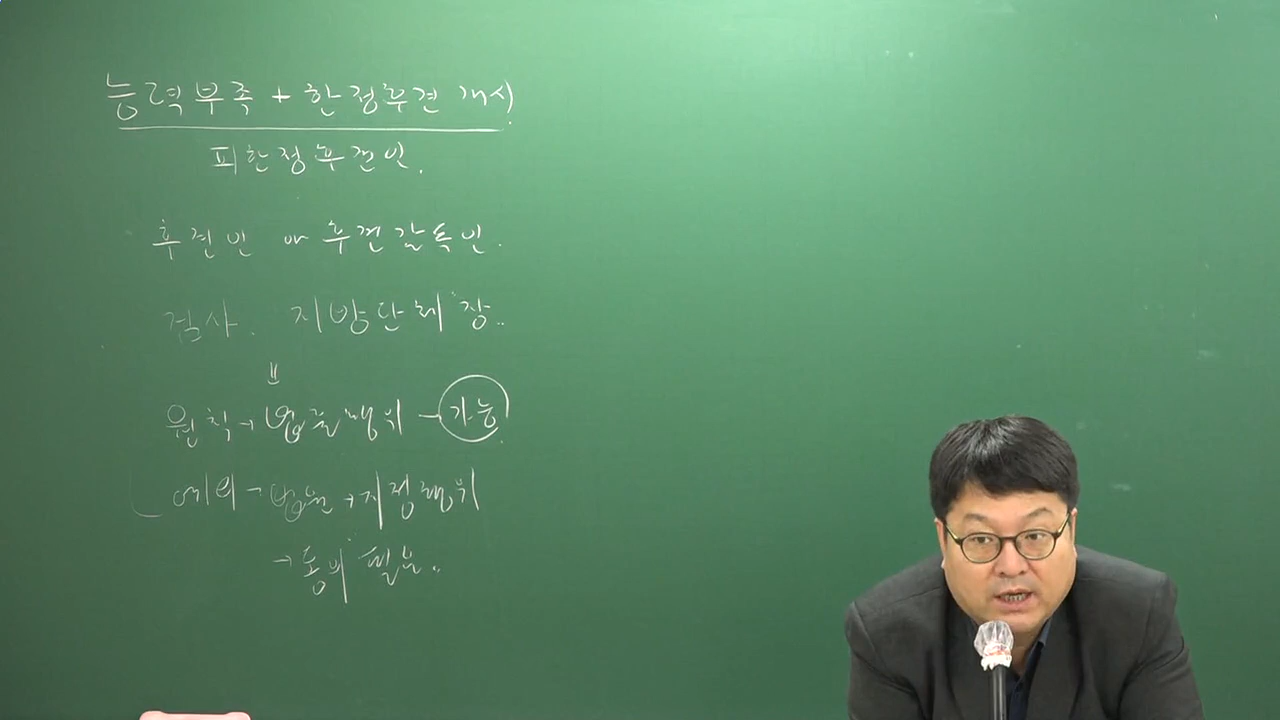 능력부족 + 한정후견 개시
피한정후견인.
후견인 or 후견감독인.
검사. 지방단체장..
원칙→법률행위 - 가능
예외→법원→지정행위
→동의 필요.